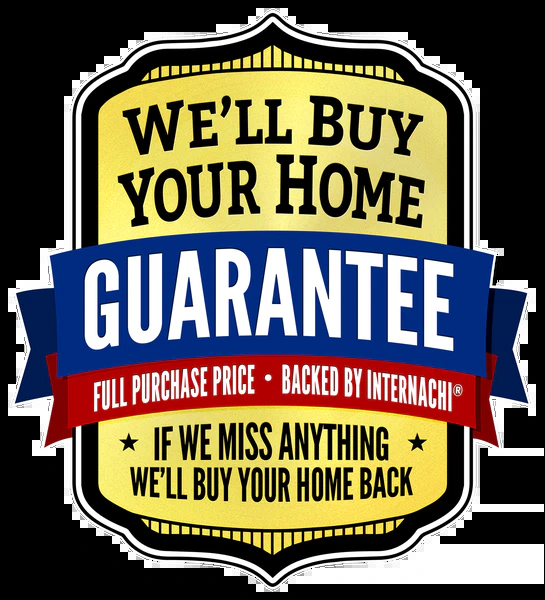 WE'LL BUY
YOUR HOME
GUARANTEE
FULL PURCHASE PRICE • BACKED BY INTERNACHI®
★ IF WE MISS ANYTHING ★
WE'LL BUY YOUR HOME BACK